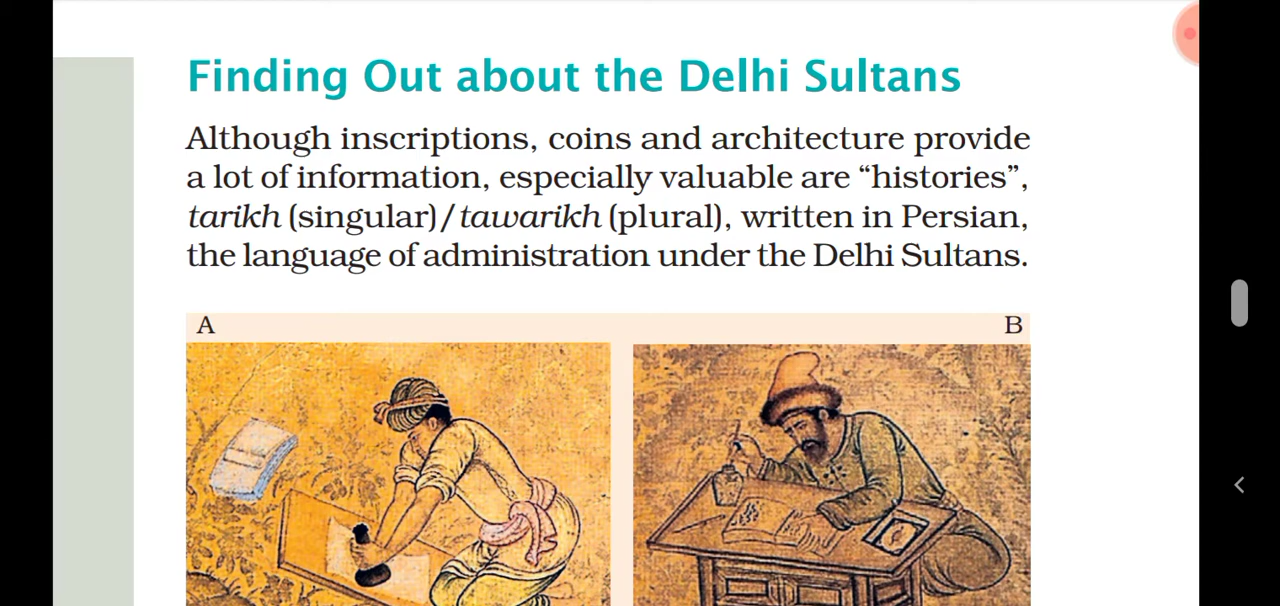 Finding Out about the Delhi Sultans
Although inscriptions, coins and architecture provide
a lot of information, especially valuable are “histories”,
tarikh (singular)/tawarikh (plural), written in Persian,
the language of administration under the Delhi Sultans.
A B